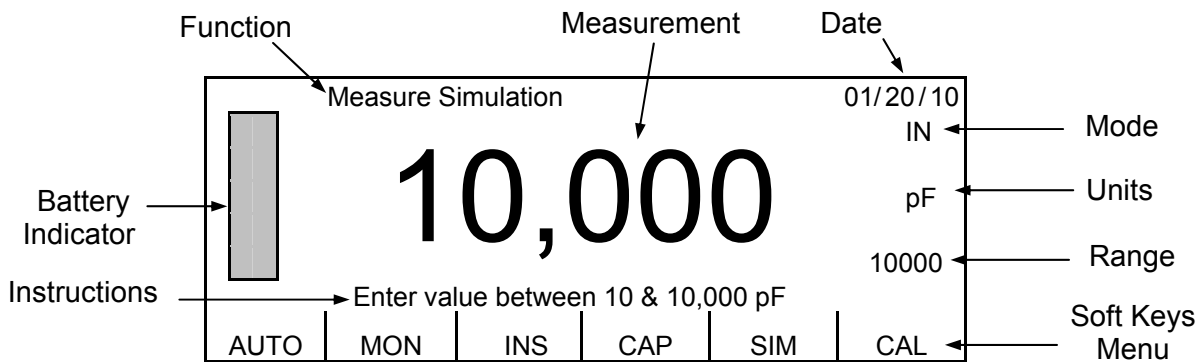 Function
Measurement
Date
Measure Simulation
01/20/10
IN
Mode
10,000
pF
Units
Battery
Indicator
10000
Range
Instructions
Enter value between 10 & 10,000 pF
AUTO MON INS CAP SIM CAL
Soft Keys
Menu